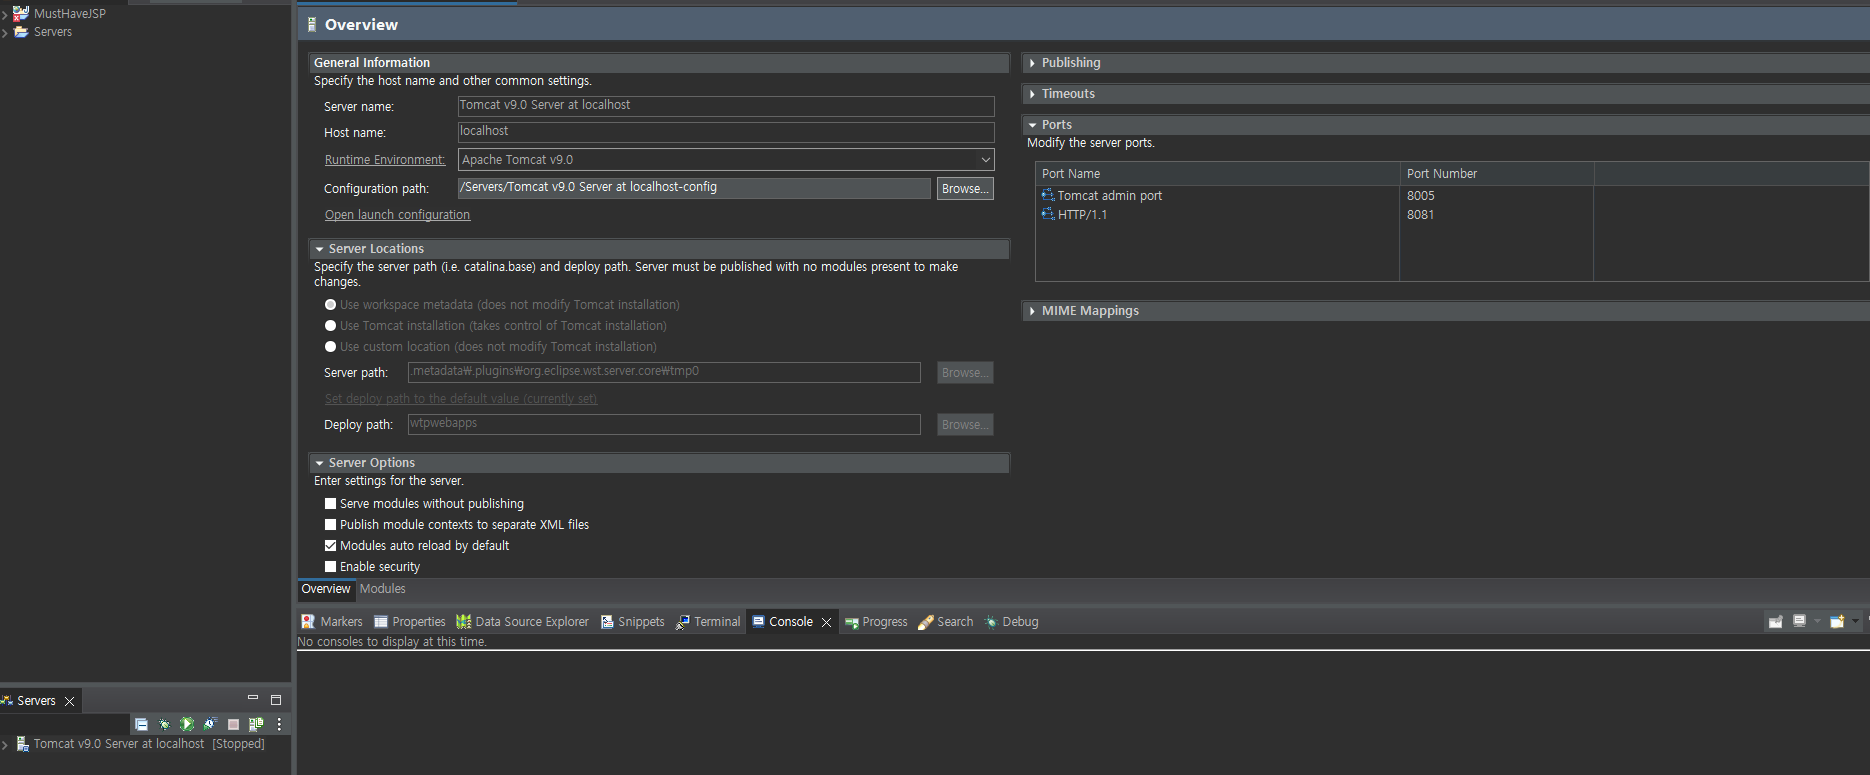 MustHaveJSP
Servers
Overview
General Information
Specify the host name and other common settings.
Server name: Tomcat v9.0 Server at localhost
Host name: localhost
Runtime Environment: Apache Tomcat v9.0
Configuration path: /Servers/Tomcat v9.0 Server at localhost-config Browse...
Open launch configuration
Server Locations
Specify the server path (i.e. catalina.base) and deploy path. Server must be published with no modules present to make
changes.
Use workspace metadata (does not modify Tomcat installation)
Use Tomcat installation (takes control of Tomcat installation)
Use custom location (does not modify Tomcat installation)
Server path: .metadata₩.plugins₩org.eclipse.wst.server.core₩tmp0 Browse...
Set deploy path to the default value (currently set)
Deploy path: wtpwebapps Browse...
Server Options
Enter settings for the server.
Serve modules without publishing
Publish module contexts to separate XML files
Modules auto reload by default
Enable security
Publishing
Timeouts
Ports
Modify the server ports.
Port Name Port Number
Tomcat admin port 8005
HTTP/1.1 8081
MIME Mappings
Overview Modules
Markers Properties Data Source Explorer Snippets Terminal Console Progress Search Debug
No consoles to display at this time.
Servers
Tomcat v9.0 Server at localhost [Stopped]